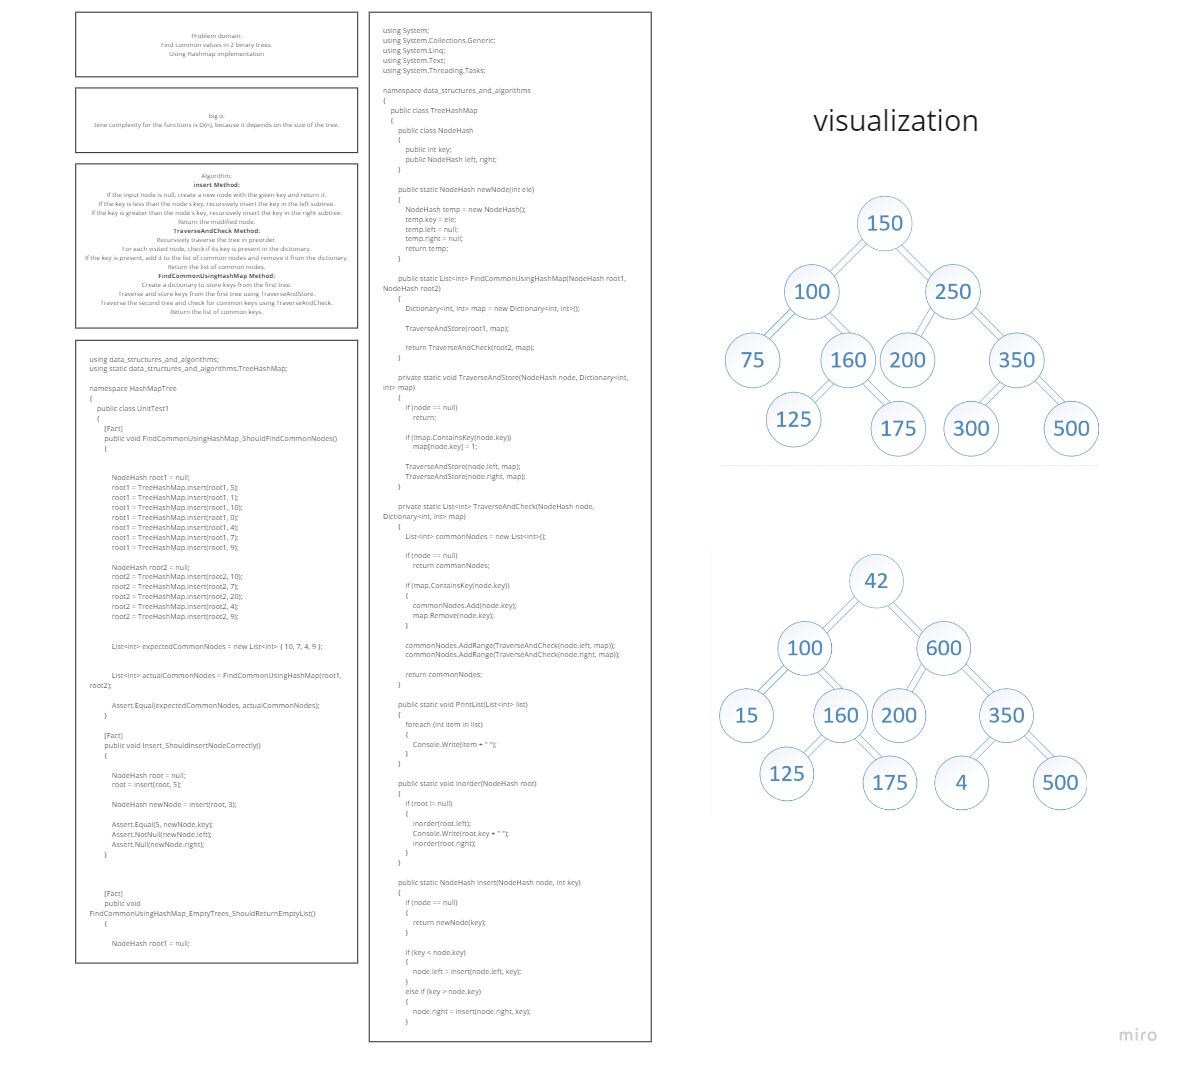 Problem domain:
Find common values in 2 binary trees.
Using Hashmap implementation
big o:
time complexity for the functions is O(n), because it depends on the size of the tree.
Algorithm:
insert Method:
If the input node is null, create a new node with the given key and return it.
If the key is less than the node's key, recursively insert the key in the left subtree.
If the key is greater than the node's key, recursively insert the key in the right subtree.
Return the modified node.
TraverseAndCheck Method:
Recursively traverse the tree in preorder.
For each visited node, check if its key is present in the dictionary.
If the key is present, add it to the list of common nodes and remove it from the dictionary.
Return the list of common nodes.
FindCommonUsingHashMap Method:
Create a dictionary to store keys from the first tree.
Traverse and store keys from the first tree using TraverseAndStore.
Traverse the second tree and check for common keys using TraverseAndCheck.
Return the list of common keys.
using data_structures_and_algorithms;
using static data_structures_and_algorithms.TreeHashMap;
namespace HashMapTree
{
public class UnitTest1
{
[Fact]
public void FindCommonUsingHashMap_ShouldFindCommonNodes()
{
NodeHash root1 = null;
root1 = TreeHashMap.insert(root1, 5);
root1 = TreeHashMap.insert(root1, 1);
root1 = TreeHashMap.insert(root1, 10);
root1 = TreeHashMap.insert(root1, 0);
root1 = TreeHashMap.insert(root1, 4);
root1 = TreeHashMap.insert(root1, 7);
root1 = TreeHashMap.insert(root1, 9);
NodeHash root2 = null;
root2 = TreeHashMap.insert(root2, 10);
root2 = TreeHashMap.insert(root2, 7);
root2 = TreeHashMap.insert(root2, 20);
root2 = TreeHashMap.insert(root2, 4);
root2 = TreeHashMap.insert(root2, 9);
List<int> expectedCommonNodes = new List<int> { 10, 7, 4, 9 };
List<int> actualCommonNodes = FindCommonUsingHashMap(root1,
root2);
Assert.Equal(expectedCommonNodes, actualCommonNodes);
}
[Fact]
public void Insert_ShouldInsertNodeCorrectly()
{
NodeHash root = null;
root = insert(root, 5);
NodeHash newNode = insert(root, 3);
Assert.Equal(5, newNode.key);
Assert.NotNull(newNode.left);
Assert.Null(newNode.right);
}
[Fact]
public void
FindCommonUsingHashMap_EmptyTrees_ShouldReturnEmptyList()
{
NodeHash root1 = null;
using System;
using System.Collections.Generic;
using System.Linq;
using System.Text;
using System.Threading.Tasks;
namespace data_structures_and_algorithms
{
public class TreeHashMap
{
public class NodeHash
{
public int key;
public NodeHash left, right;
}
public static NodeHash newNode(int ele)
{
NodeHash temp = new NodeHash();
temp.key = ele;
temp.left = null;
temp.right = null;
return temp;
}
public static List<int> FindCommonUsingHashMap(NodeHash root1,
NodeHash root2)
{
Dictionary<int, int> map = new Dictionary<int, int>();
TraverseAndStore(root1, map);
return TraverseAndCheck(root2, map);
}
private static void TraverseAndStore(NodeHash node, Dictionary<int,
int> map)
{
if (node == null)
return;
if (!map.ContainsKey(node.key))
map[node.key] = 1;
TraverseAndStore(node.left, map);
TraverseAndStore(node.right, map);
}
private static List<int> TraverseAndCheck(NodeHash node,
Dictionary<int, int> map)
{
List<int> commonNodes = new List<int>();
if (node == null)
return commonNodes;
if (map.ContainsKey(node.key))
{
commonNodes.Add(node.key);
map.Remove(node.key);
}
commonNodes.AddRange(TraverseAndCheck(node.left, map));
commonNodes.AddRange(TraverseAndCheck(node.right, map));
return commonNodes;
}
public static void PrintList(List<int> list)
{
foreach (int item in list)
{
Console.Write(item + " ");
}
}
public static void inorder(NodeHash root)
{
if (root != null)
{
inorder(root.left);
Console.Write(root.key + " ");
inorder(root.right);
}
}
public static NodeHash insert(NodeHash node, int key)
{
if (node == null)
{
return newNode(key);
}
if (key < node.key)
{
node.left = insert(node.left, key);
}
else if (key > node.key)
{
node.right = insert(node.right, key);
}
visualization
150
100 250
75 160 200 350
125 175 300 500
42
100 600
15 160 200 350
125 175 4 500
miro